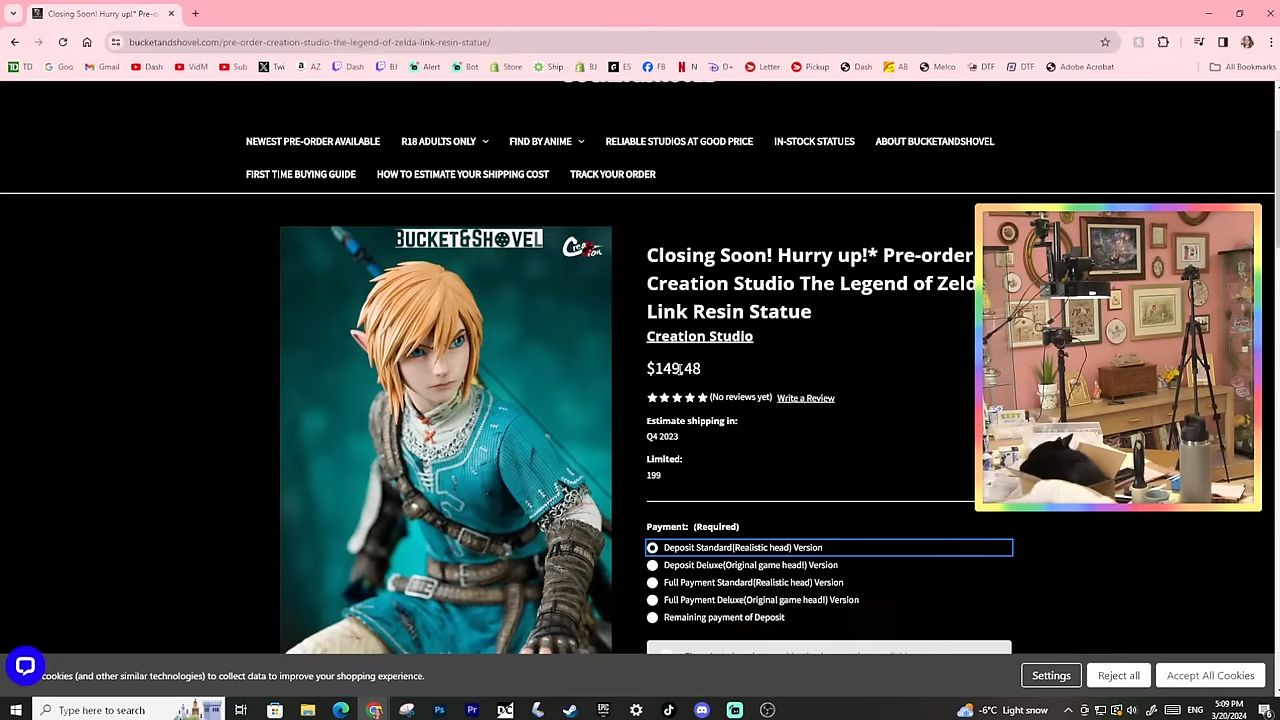 Closing Soon! Hurry up!* Pre-o
bucketandshovel.com/pre-order-creation-studio-the-legend-of-zelda-link-resin-statue/
TD Goo Gmail Dash VidM Sub Twi AZ Dash BJ Alert Bot Store Ship BJ ES FB N D+ Letter Pickup Dash AB Melco DTF DTF Adobe Acrobat All Bookmarks
NEWEST PRE-ORDER AVAILABLE R18 ADULTS ONLY FIND BY ANIME RELIABLE STUDIOS AT GOOD PRICE IN-STOCK STATUES ABOUT BUCKETANDSHOVEL
FIRST TIME BUYING GUIDE HOW TO ESTIMATE YOUR SHIPPING COST TRACK YOUR ORDER
BUCKET&SHOVEL
Creation
Closing Soon! Hurry up!* Pre-order
Creation Studio The Legend of Zeld
Link Resin Statue
Creation Studio
$149.48
(No reviews yet) Write a Review
Estimate shipping in:
Q4 2023
Limited:
199
Payment: (Required)
Deposit Standard(Realistic head) Version
Deposit Deluxe(Original game head!) Version
Full Payment Standard(Realistic head) Version
Full Payment Deluxe(Original game head!) Version
Remaining payment of Deposit
cookies (and other similar technologies) to collect data to improve your shopping experience.
Settings Reject all Accept All Cookies
Type here to search
-6°C Light snow
ENG
5:09 PM
3/20/2024